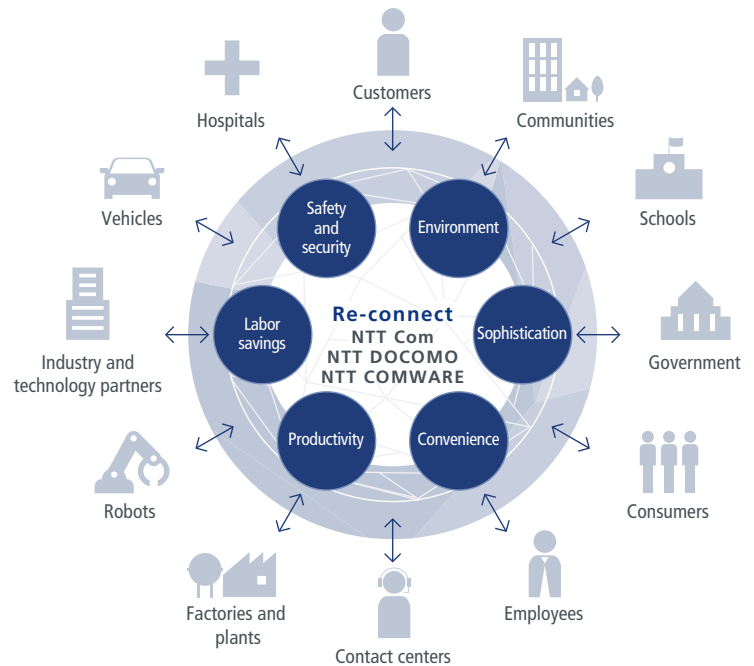 Customers
Hospitals
Communities
Vehicles
Schools
Safety
and
security
Environment
Industry and
technology partners
Labor
savings
Re-connect
NTT Com
NTT DOCOMO
NTT COMWARE
Sophistication
Government
Productivity
Convenience
Robots
Consumers
Factories and
plants
Employees
Contact centers